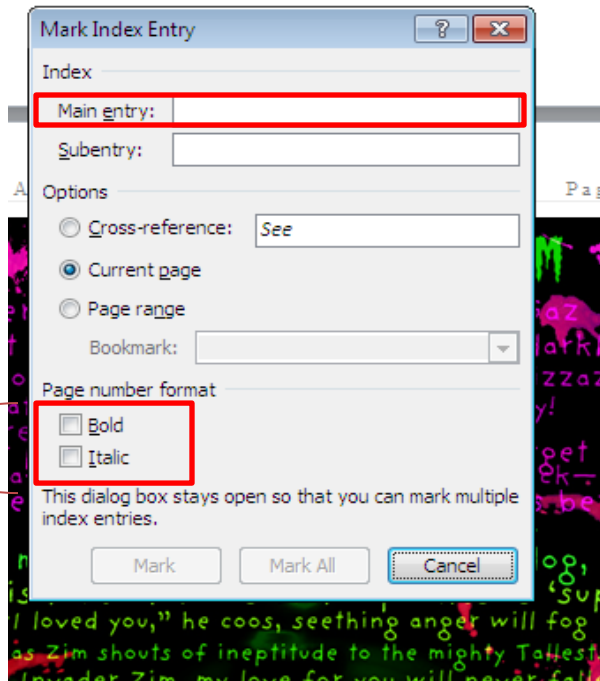 Mark Index Entry
Index
Main entry:
Subentry:
A
Options
Pag
Cross-reference: See
Current page
Page range
Bookmark:
Page number format
Bold
Italic
get
This dialog box stays open so that you can mark multiple
index entries.
Mark Mark All Cancel
I loved you,” he coos, seething anger will fog
as Zim shouts of ineptitude to the mighty Tallest
Invader Zim, my love for you will never